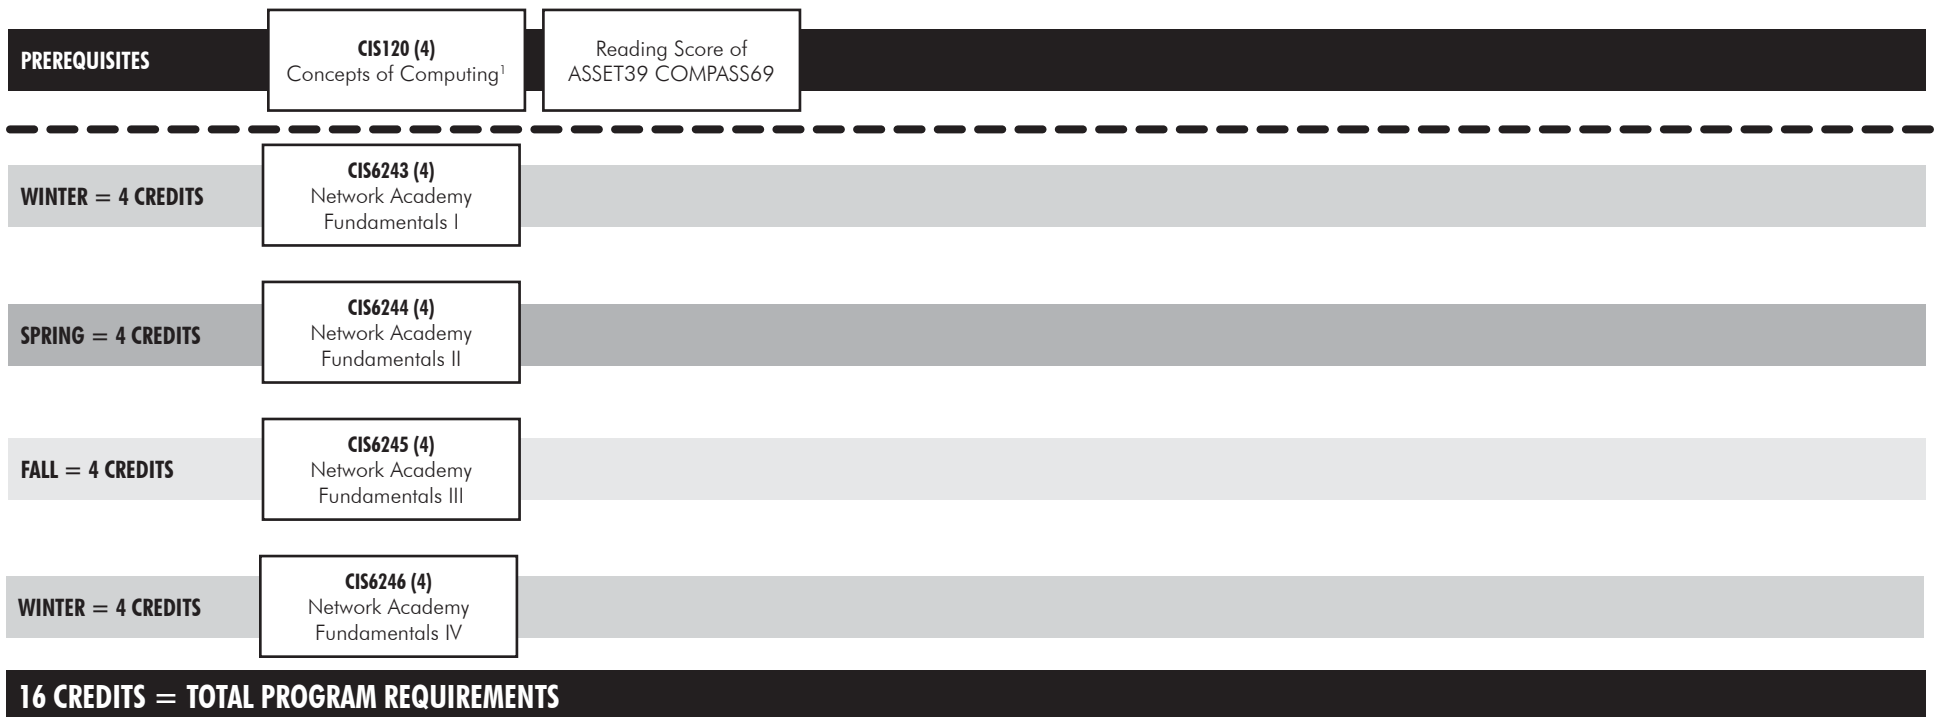 PREREQUISITES
CIS120 (4)
Concepts of Computing¹
Reading Score of
ASSET39 COMPASS69
WINTER = 4 CREDITS
CIS6243 (4)
Network Academy
Fundamentals I
SPRING = 4 CREDITS
CIS6244 (4)
Network Academy
Fundamentals II
FALL = 4 CREDITS
CIS6245 (4)
Network Academy
Fundamentals III
WINTER = 4 CREDITS
CIS6246 (4)
Network Academy
Fundamentals IV
16 CREDITS = TOTAL PROGRAM REQUIREMENTS